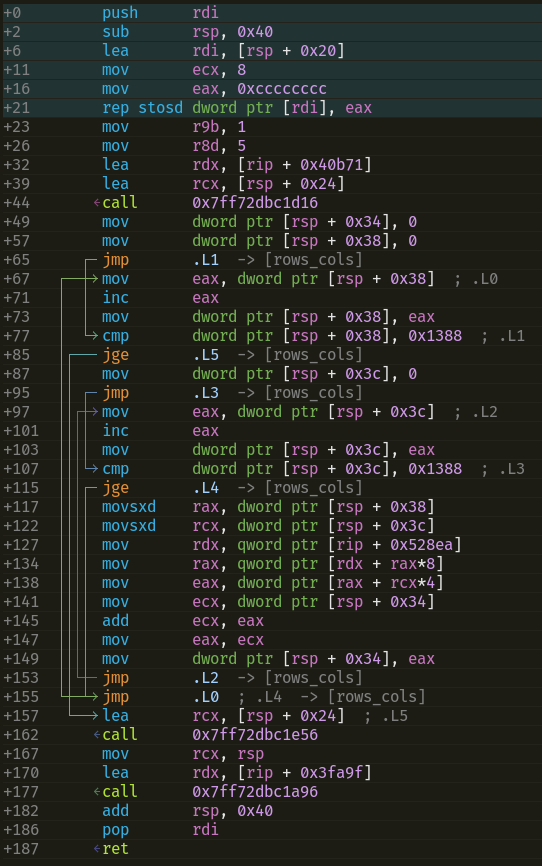 +0 push rdi
+2 sub rsp, 0x40
+6 lea rdi, [rsp + 0x20]
+11 mov ecx, 8
+16 mov eax, 0xcccccccc
+21 rep stosd dword ptr [rdi], eax
+23 mov r9b, 1
+26 mov r8d, 5
+32 lea rdx, [rip + 0x40b71]
+39 lea rcx, [rsp + 0x24]
+44 call 0x7ff72dbc1d16
+49 mov dword ptr [rsp + 0x34], 0
+57 mov dword ptr [rsp + 0x38], 0
+65 jmp .L1 -> [rows_cols]
+67 mov eax, dword ptr [rsp + 0x38] ; .L0
+71 inc eax
+73 mov dword ptr [rsp + 0x38], eax
+77 cmp dword ptr [rsp + 0x38], 0x1388 ; .L1
+85 jge .L5 -> [rows_cols]
+87 mov dword ptr [rsp + 0x3c], 0
+95 jmp .L3 -> [rows_cols]
+97 mov eax, dword ptr [rsp + 0x3c] ; .L2
+101 inc eax
+103 mov dword ptr [rsp + 0x3c], eax
+107 cmp dword ptr [rsp + 0x3c], 0x1388 ; .L3
+115 jge .L4 -> [rows_cols]
+117 movsxd rax, dword ptr [rsp + 0x38]
+122 movsxd rcx, dword ptr [rsp + 0x3c]
+127 mov rdx, qword ptr [rip + 0x528ea]
+134 mov rax, qword ptr [rdx + rax*8]
+138 mov eax, dword ptr [rax + rcx*4]
+141 mov ecx, dword ptr [rsp + 0x34]
+145 add ecx, eax
+147 mov eax, ecx
+149 mov dword ptr [rsp + 0x34], eax
+153 jmp .L2 -> [rows_cols]
+155 jmp .L0 ; .L4 -> [rows_cols]
+157 lea rcx, [rsp + 0x24] ; .L5
+162 call 0x7ff72dbc1e56
+167 mov rcx, rsp
+170 lea rdx, [rip + 0x3fa9f]
+177 call 0x7ff72dbc1a96
+182 add rsp, 0x40
+186 pop rdi
+187 ret